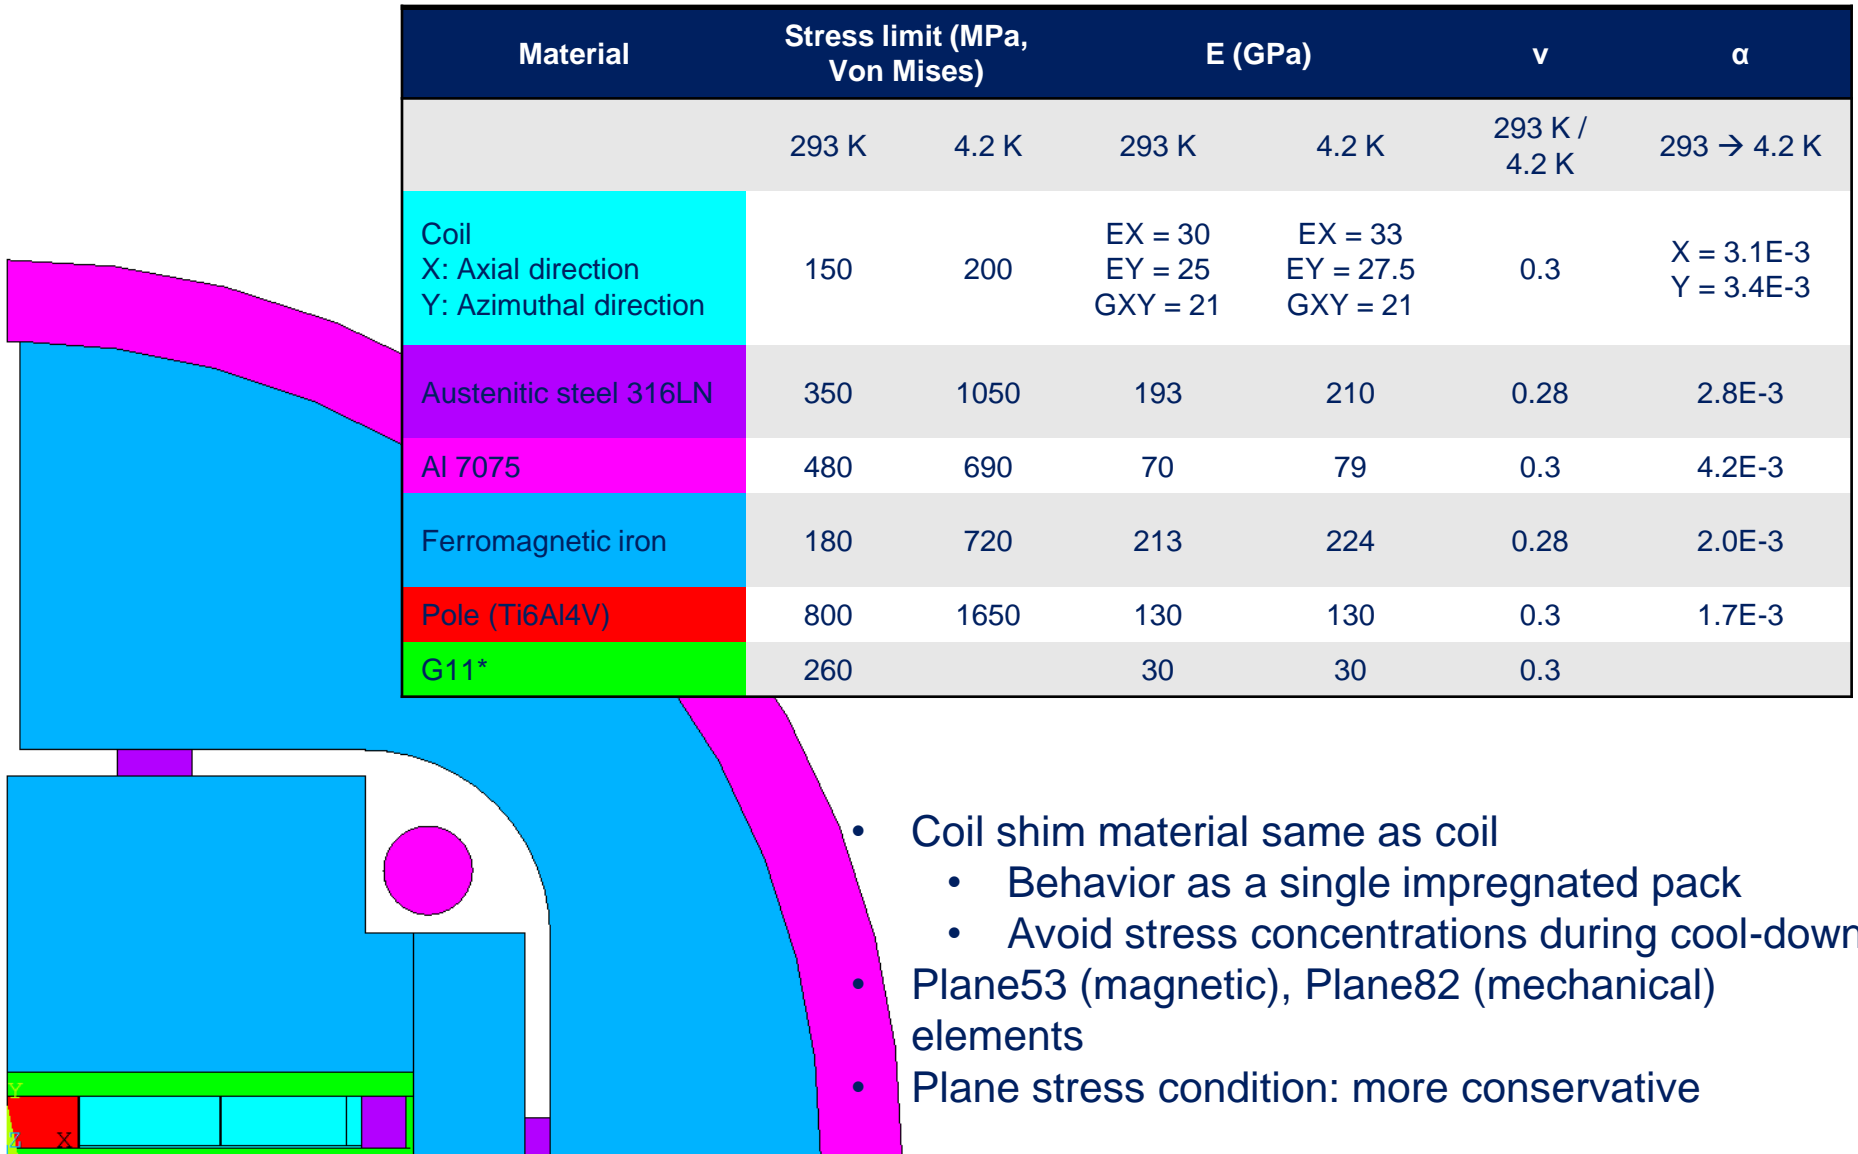 Material Stress limit (MPa, Von Mises) E (GPa) ν α
293 K 4.2 K 293 K 4.2 K 293 K / 4.2 K 293 → 4.2 K
Coil
X: Axial direction
Y: Azimuthal direction
150 200
EX = 30
EY = 25
GXY = 21
EX = 33
EY = 27.5
GXY = 21
0.3
X = 3.1E-3
Y = 3.4E-3
Austenitic steel 316LN 350 1050 193 210 0.28 2.8E-3
Al 7075 480 690 70 79 0.3 4.2E-3
Ferromagnetic iron 180 720 213 224 0.28 2.0E-3
Pole (Ti6Al4V) 800 1650 130 130 0.3 1.7E-3
G11* 260 30 30 0.3
• Coil shim material same as coil
• Behavior as a single impregnated pack
• Avoid stress concentrations during cool-down
• Plane53 (magnetic), Plane82 (mechanical)
elements
• Plane stress condition: more conservative
Y
Z X